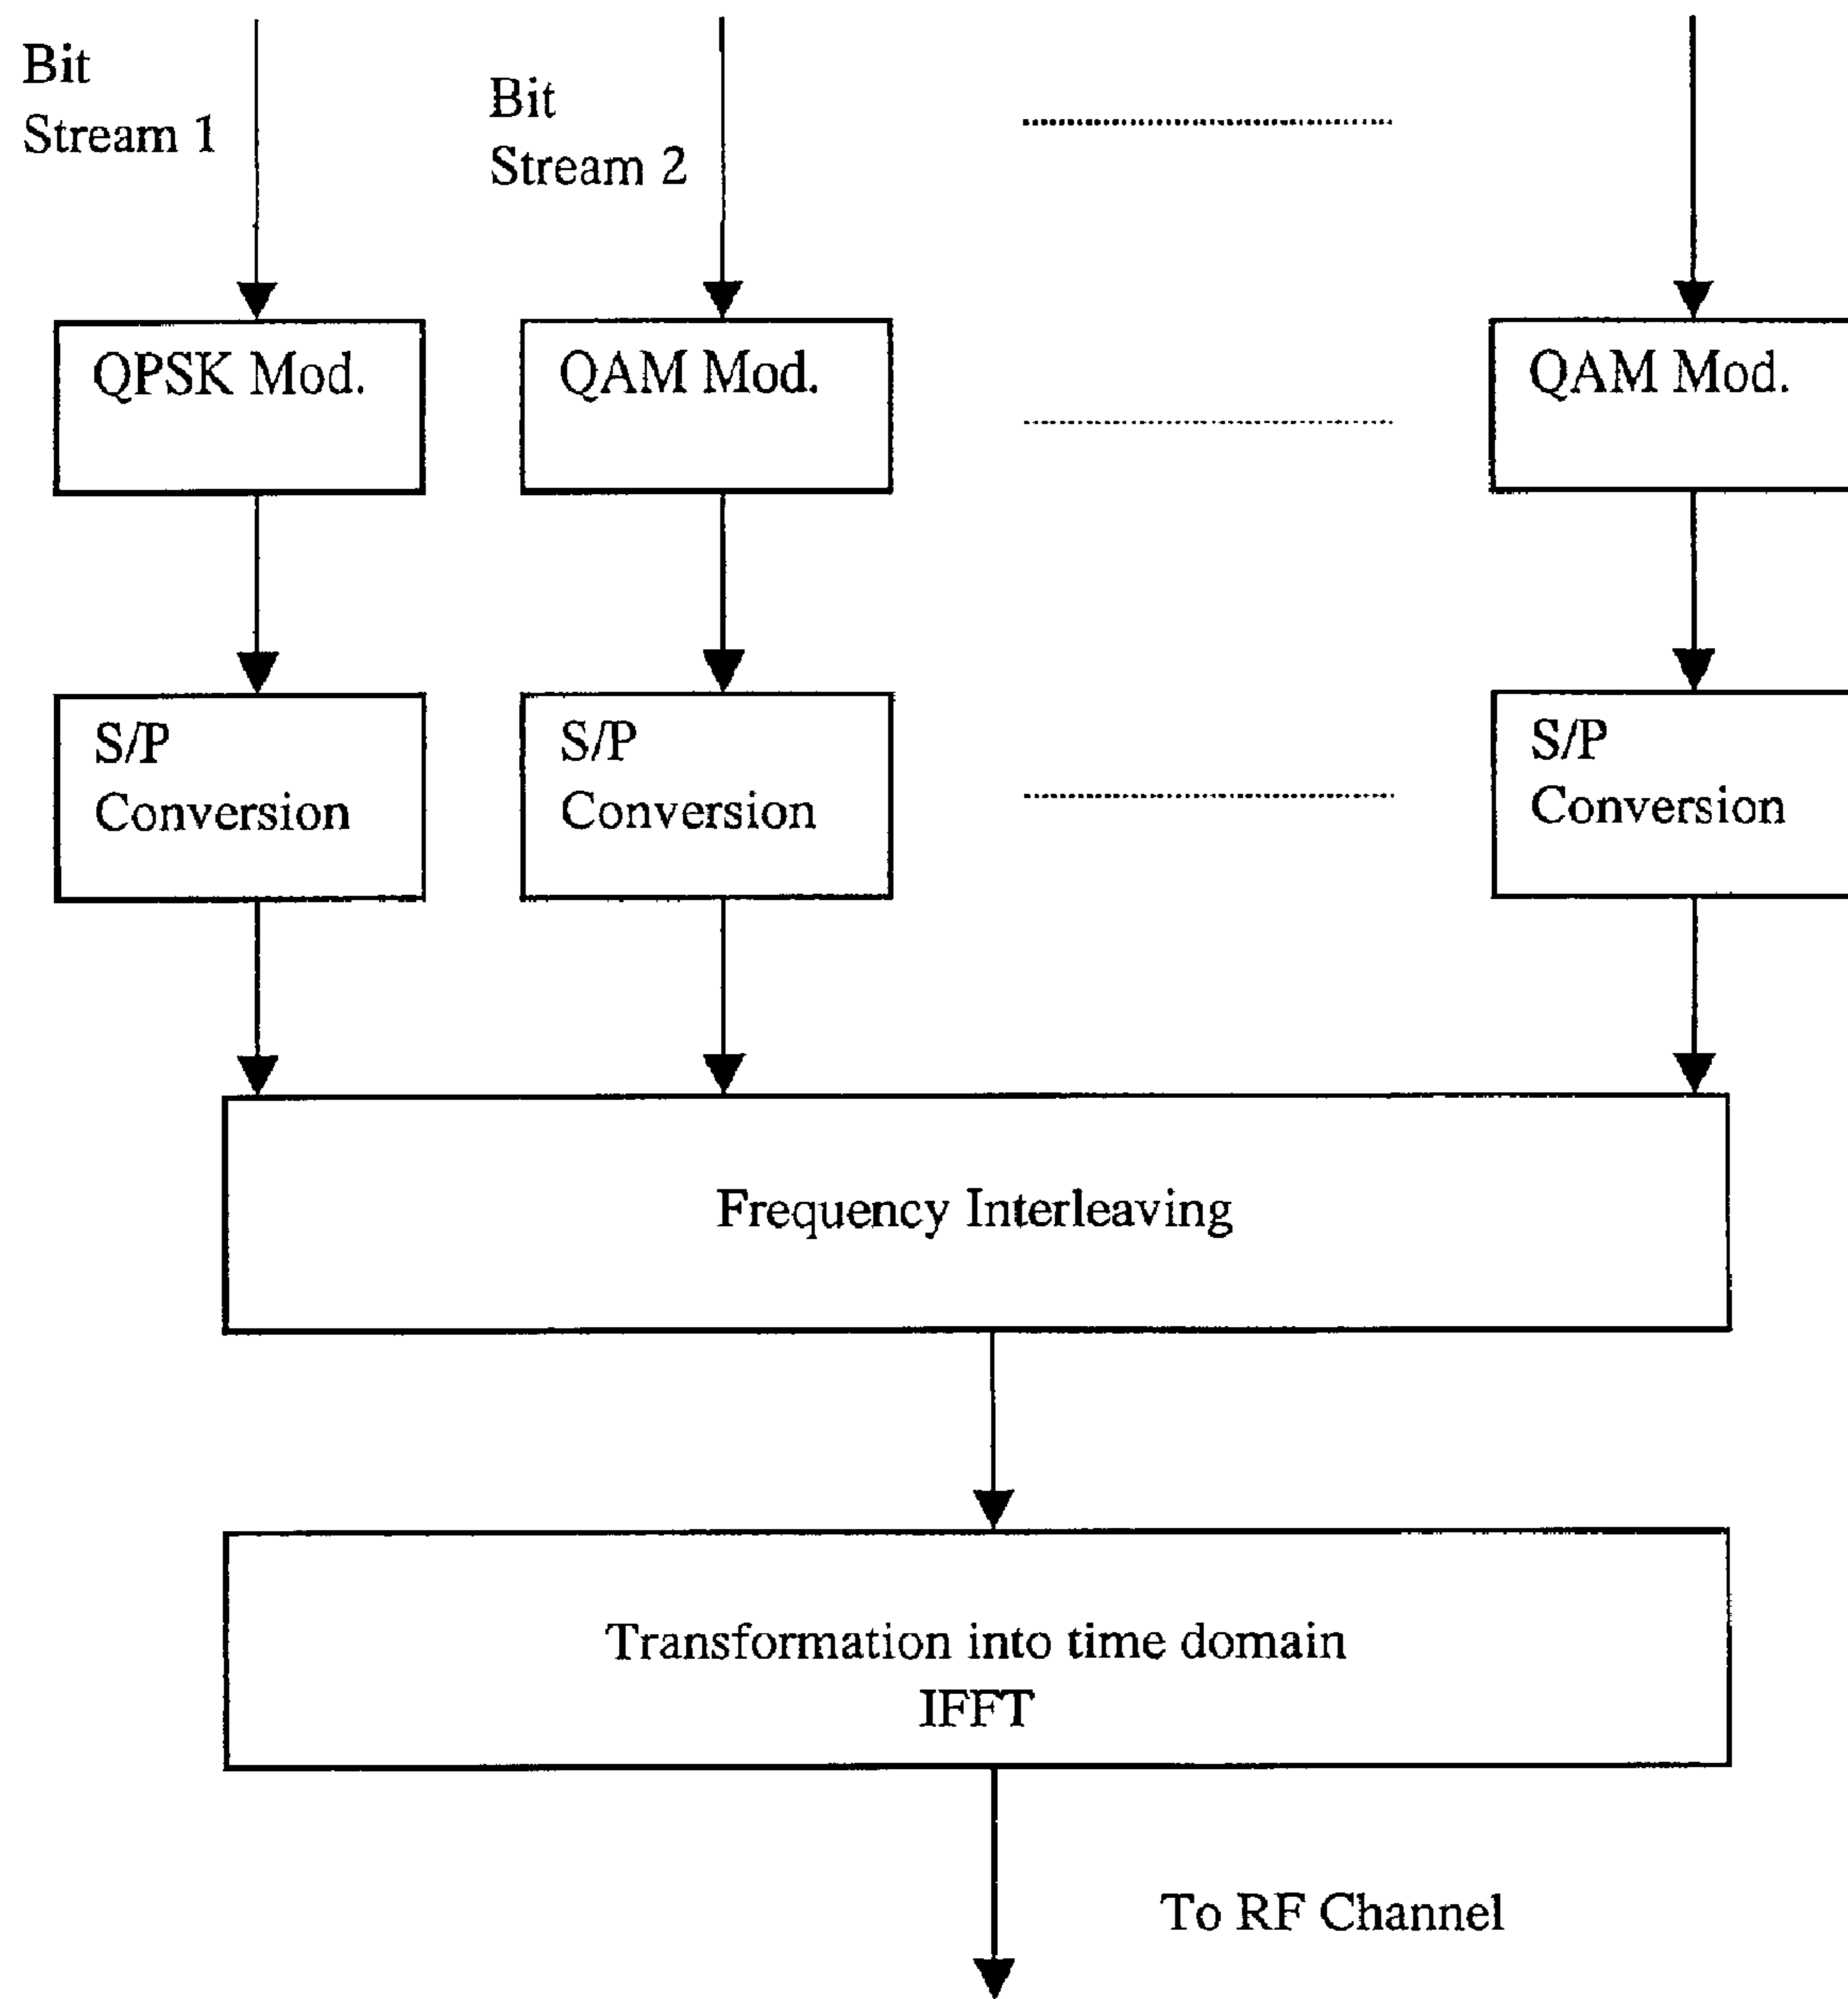 Bit
Stream 1
Bit
Stream 2
QPSK Mod.
QAM Mod.
QAM Mod.
S/P
Conversion
S/P
Conversion
S/P
Conversion
Frequency Interleaving
Transformation into time domain
IFFT
To RF Channel